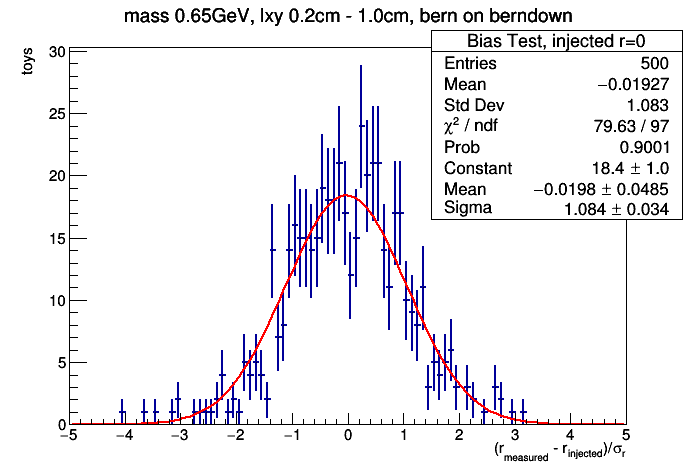 mass 0.65GeV, lxy 0.2cm - 1.0cm, bern on berndown
toys
Bias Test, injected r=0
Entries 500
Mean −0.01927
Std Dev 1.083
χ² / ndf 79.63 / 97
Prob 0.9001
Constant 18.4 ± 1.0
Mean −0.0198 ± 0.0485
Sigma 1.084 ± 0.034
30
25
20
15
10
5
0
−5 −4 −3 −2 −1 0 1 2 3 4 5
(r_measured - r_injected)/σ_r